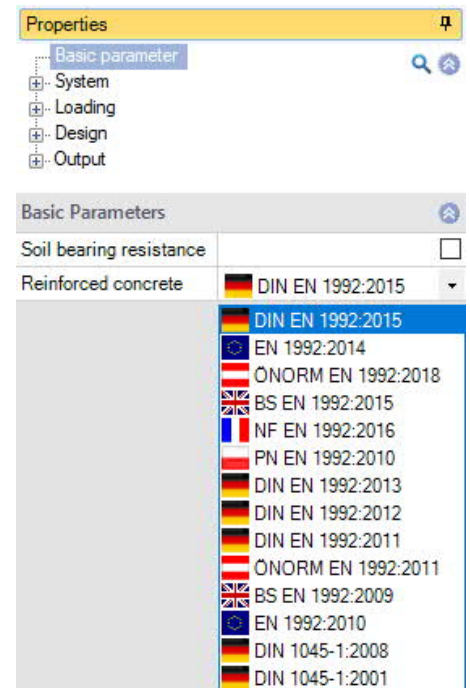 Properties
Basic parameter
System
Loading
Design
Output
Basic Parameters
Soil bearing resistance
Reinforced concrete DIN EN 1992:2015
DIN EN 1992:2015
EN 1992:2014
ÖNORM EN 1992:2018
BS EN 1992:2015
NF EN 1992:2016
PN EN 1992:2010
DIN EN 1992:2013
DIN EN 1992:2012
DIN EN 1992:2011
ÖNORM EN 1992:2011
BS EN 1992:2009
EN 1992:2010
DIN 1045-1:2008
DIN 1045-1:2001